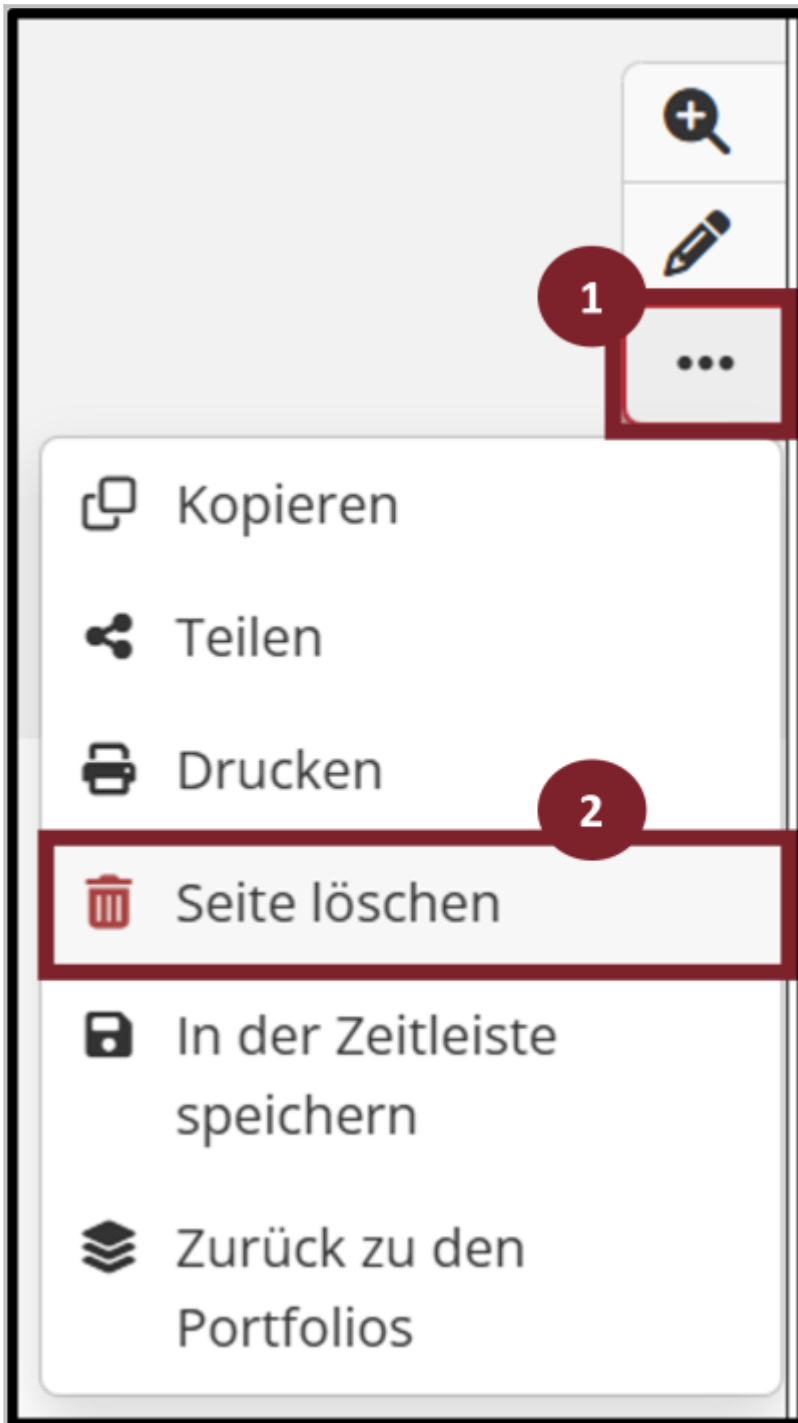 1
Kopieren
Teilen
Drucken
2
Seite löschen
In der Zeitleiste
speichern
Zurück zu den
Portfolios